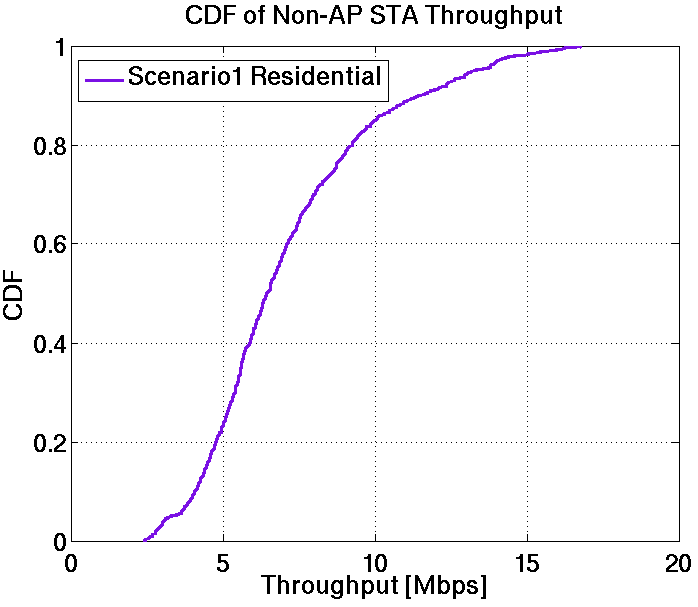 CDF of Non-AP STA Throughput
1
Scenario1 Residential
0.8
0.6
CDF
0.4
0.2
0
0 5 10 15 20
Throughput [Mbps]